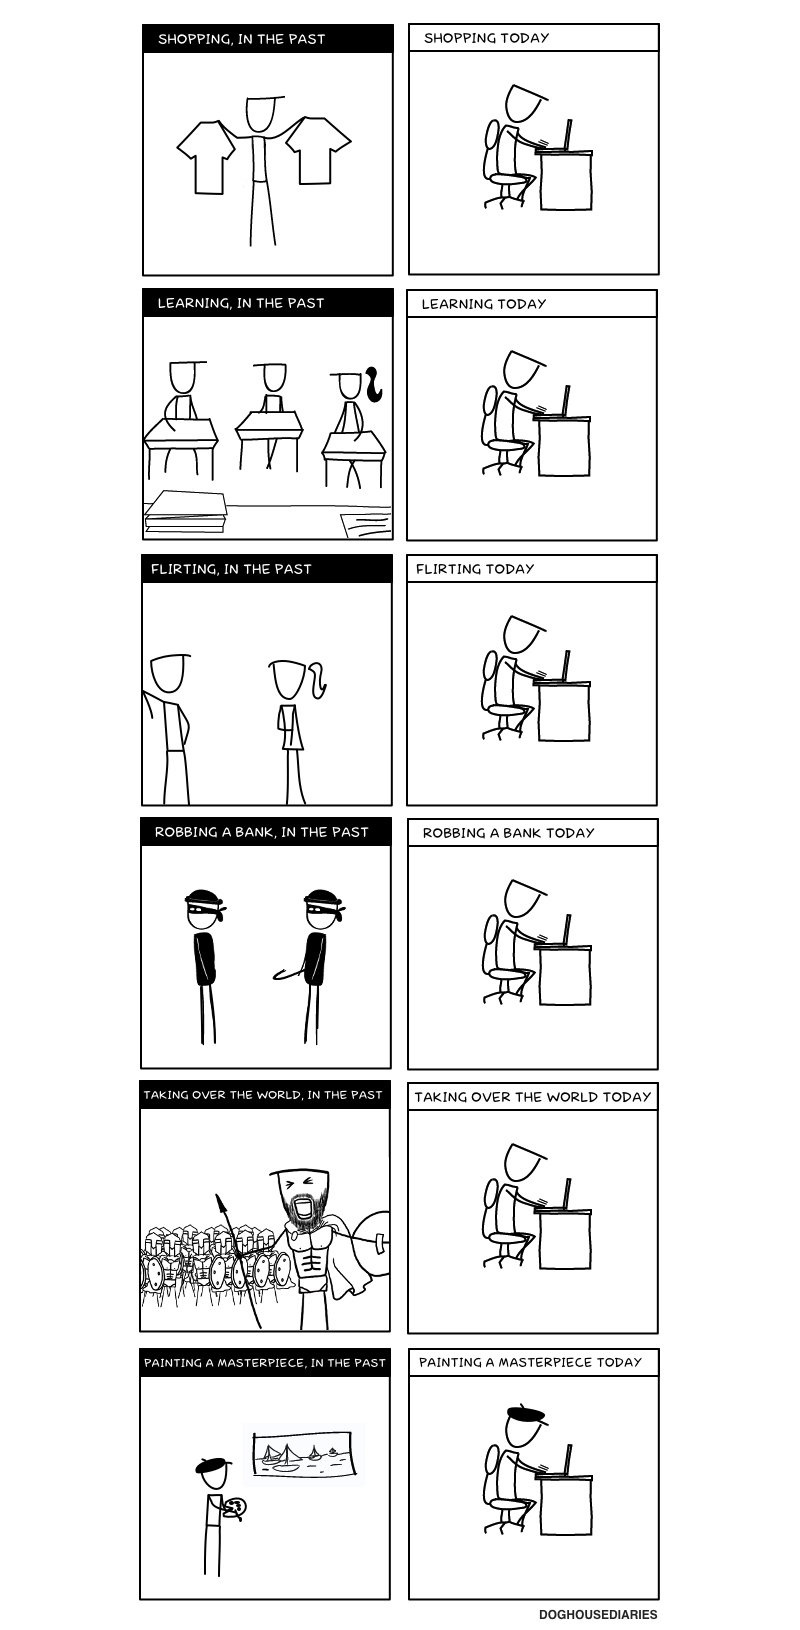 SHOPPING, IN THE PAST
SHOPPING TODAY
LEARNING, IN THE PAST
LEARNING TODAY
FLIRTING, IN THE PAST
FLIRTING TODAY
ROBBING A BANK, IN THE PAST
ROBBING A BANK TODAY
TAKING OVER THE WORLD, IN THE PAST
TAKING OVER THE WORLD TODAY
PAINTING A MASTERPIECE, IN THE PAST
PAINTING A MASTERPIECE TODAY
DOGHOUSEDIARIES